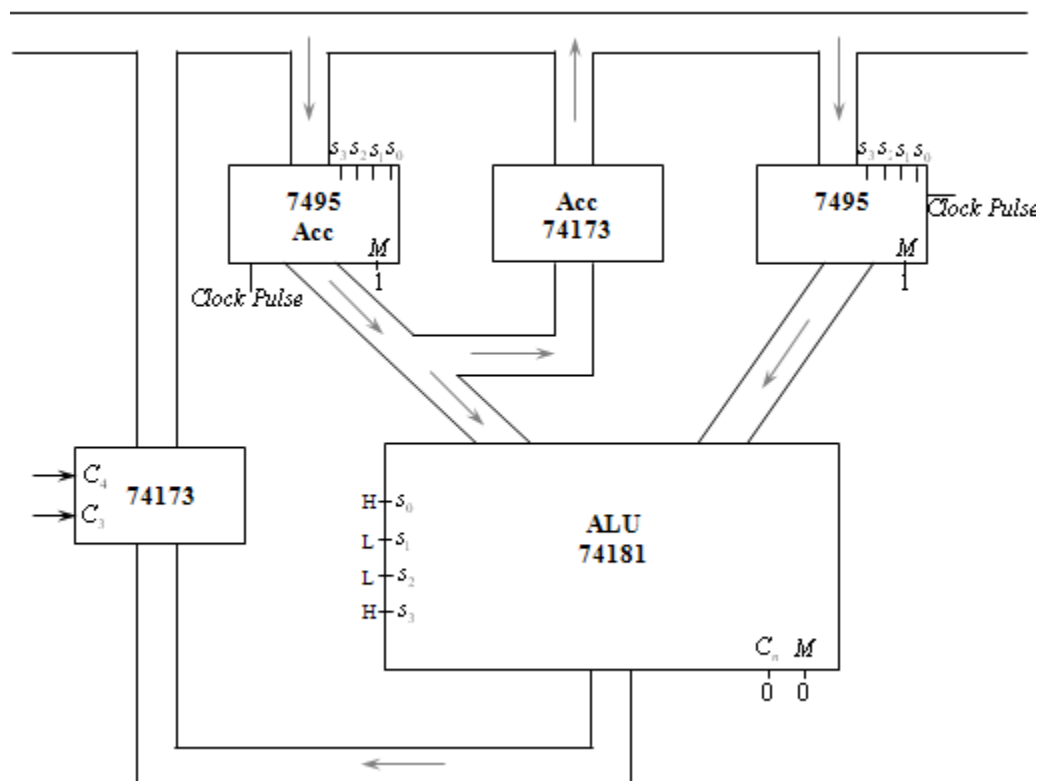 S₃ S₂ S₁ S₀
7495
Acc
M
1
Clock Pulse
Acc
74173
S₃ S₂ S₁ S₀
7495
M
1
Clock Pulse
C₄
74173
C₃
H S₀
L S₁
L S₂
H S₃
ALU
74181
Cₙ M
0 0